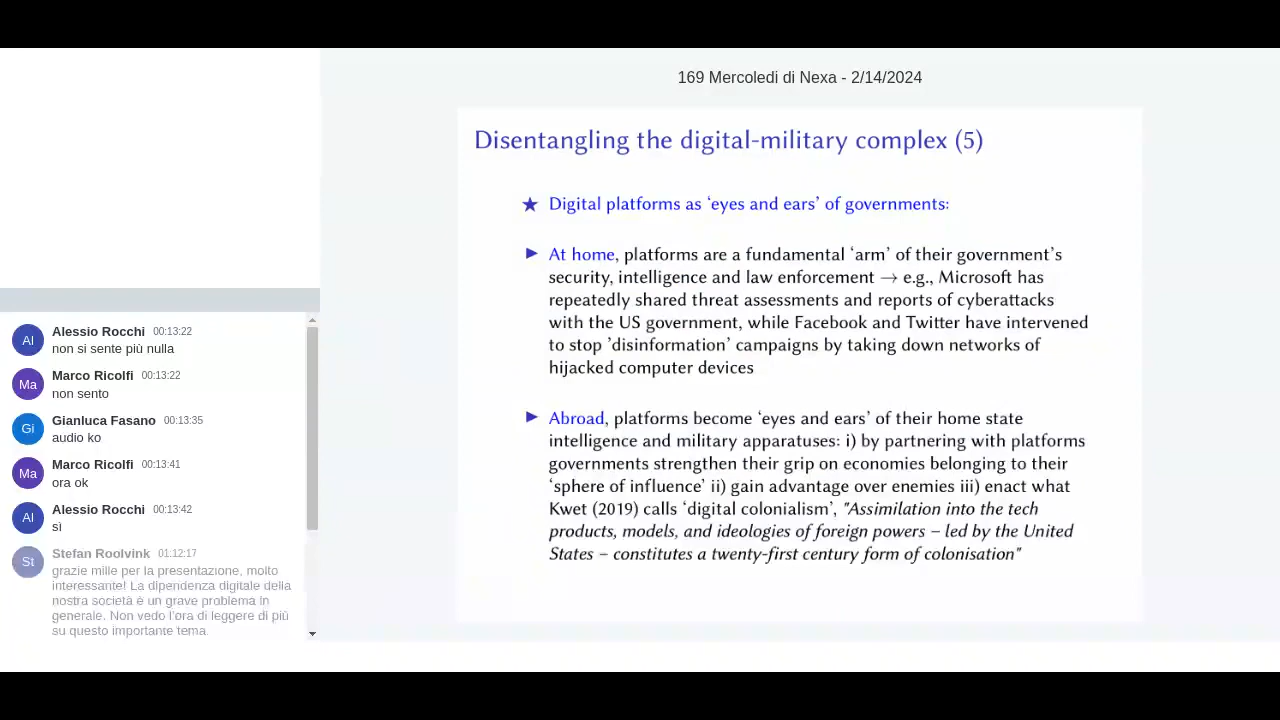 169 Mercoledi di Nexa - 2/14/2024
Disentangling the digital-military complex (5)
★ Digital platforms as ‘eyes and ears’ of governments:
► At home, platforms are a fundamental ‘arm’ of their government’s
security, intelligence and law enforcement → e.g., Microsoft has
repeatedly shared threat assessments and reports of cyberattacks
with the US government, while Facebook and Twitter have intervened
to stop ’disinformation’ campaigns by taking down networks of
hijacked computer devices
► Abroad, platforms become ‘eyes and ears’ of their home state
intelligence and military apparatuses: i) by partnering with platforms
governments strengthen their grip on economies belonging to their
‘sphere of influence’ ii) gain advantage over enemies iii) enact what
Kwet (2019) calls ‘digital colonialism’, "Assimilation into the tech
products, models, and ideologies of foreign powers – led by the United
States – constitutes a twenty-first century form of colonisation"
Al Alessio Rocchi 00:13:22
non si sente più nulla
Ma Marco Ricolfi 00:13:22
non sento
Gi Gianluca Fasano 00:13:35
audio ko
Ma Marco Ricolfi 00:13:41
ora ok
Al Alessio Rocchi 00:13:42
sì
St Stefan Roolvink 01:12:17
grazie mille per la presentazione, molto
interessante! La dipendenza digitale della
nostra società è un grave problema in
generale. Non vedo l'ora di leggere di più
su questo importante tema.